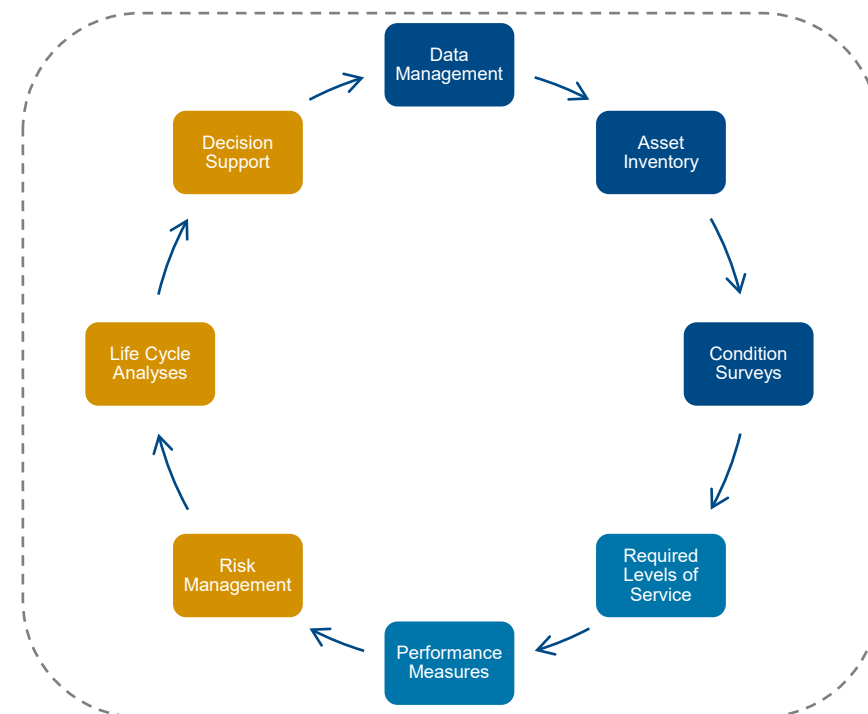 Data
Management
Asset
Inventory
Condition
Surveys
Required
Levels of
Service
Performance
Measures
Risk
Management
Life Cycle
Analyses
Decision
Support